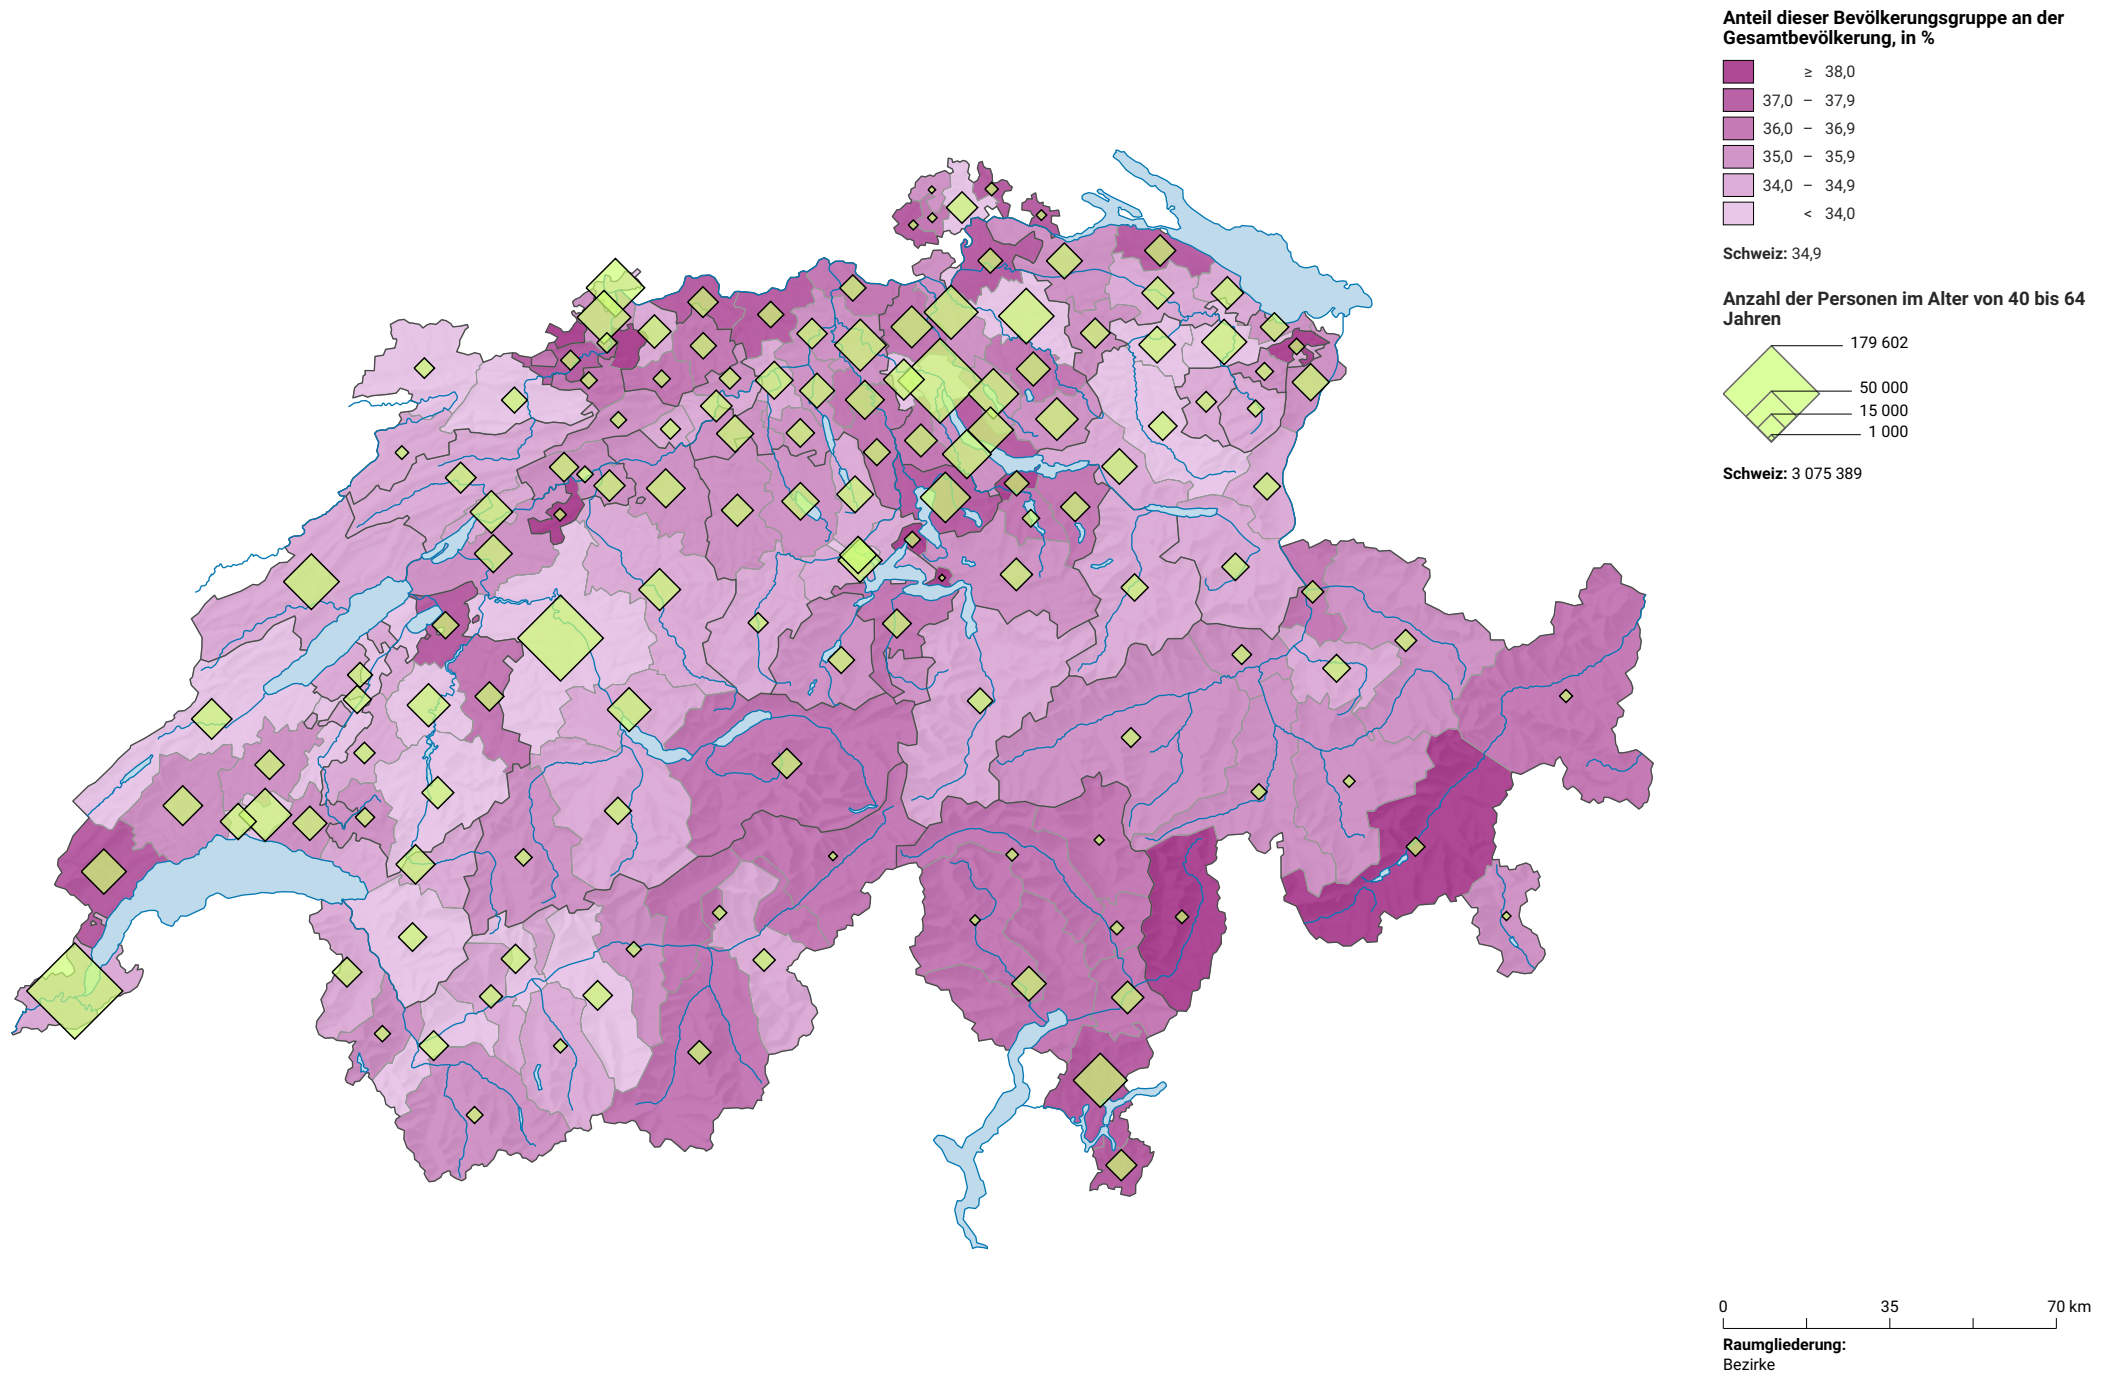 Anteil dieser Bevölkerungsgruppe an der
Gesamtbevölkerung, in %
≥ 38,0
37,0 – 37,9
36,0 – 36,9
35,0 – 35,9
34,0 – 34,9
< 34,0
Schweiz: 34,9
Anzahl der Personen im Alter von 40 bis 64
Jahren
179 602
50 000
15 000
1 000
Schweiz: 3 075 389
0 35 70 km
Raumgliederung:
Bezirke